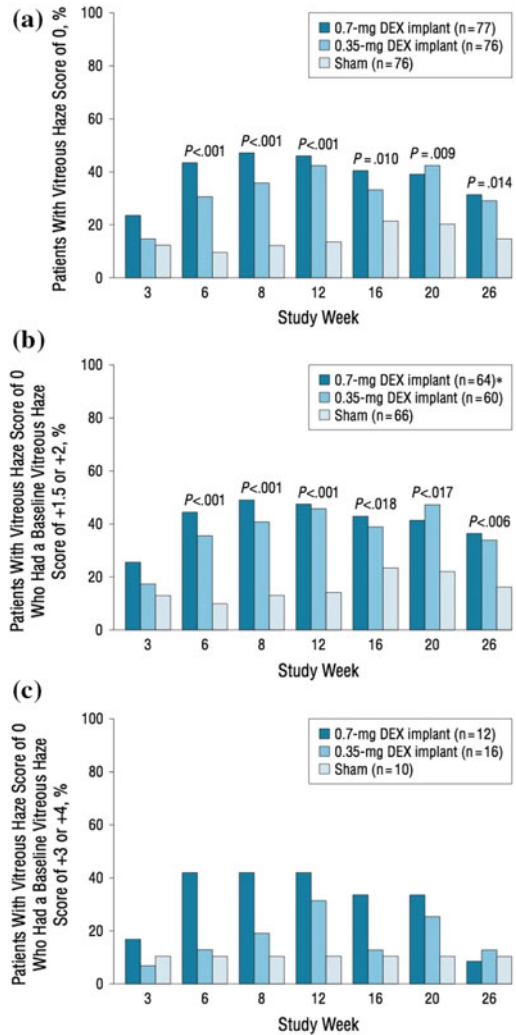 (a)
Patients With Vitreous Haze Score of 0, %
100
80
60
40
20
0
0.7-mg DEX implant (n=77)
0.35-mg DEX implant (n=76)
Sham (n=76)
P<.001
P<.001
P<.001
P=.010
P=.009
P=.014
3 6 8 12 16 20 26
Study Week
(b)
Patients With Vitreous Haze Score of 0
Who Had a Baseline Vitreous Haze
Score of +1.5 or +2, %
100
80
60
40
20
0
0.7-mg DEX implant (n=64)*
0.35-mg DEX implant (n=60)
Sham (n=66)
P<.001
P<.001
P<.001
P<.018
P<.017
P<.006
3 6 8 12 16 20 26
Study Week
(c)
Patients With Vitreous Haze Score of 0
Who Had a Baseline Vitreous Haze
Score of +3 or +4, %
100
80
60
40
20
0
0.7-mg DEX implant (n=12)
0.35-mg DEX implant (n=16)
Sham (n=10)
3 6 8 12 16 20 26
Study Week